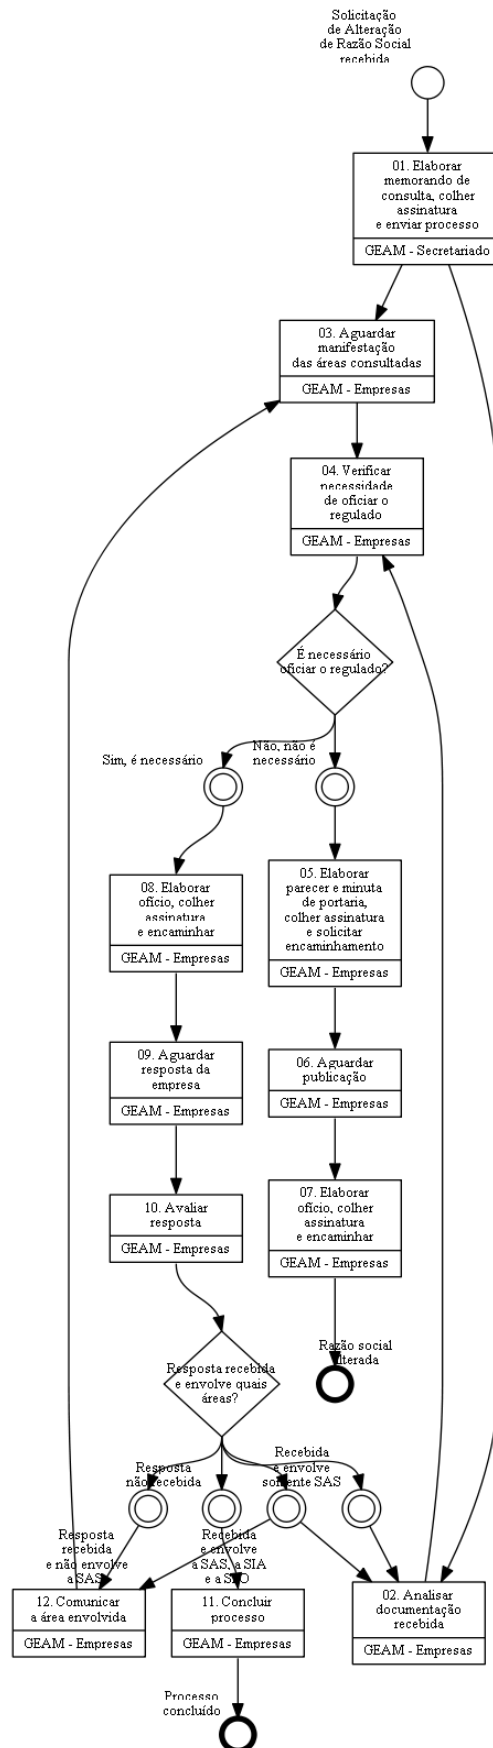 Solicitação
de Alteração
de Razão Social
recebida
01. Elaborar
memorando de
consulta, colher
assinatura
e enviar processo
GEAM - Secretariado
03. Aguardar
manifestação
das áreas consultadas
GEAM - Empresas
04. Verificar
necessidade
de oficiar o
regulado
GEAM - Empresas
É necessário
oficiar o regulado?
Sim, é necessário
Não, não é
necessário
08. Elaborar
ofício, colher
assinatura
e encaminhar
GEAM - Empresas
05. Elaborar
parecer e minuta
de portaria,
colher assinatura
e solicitar
encaminhamento
GEAM - Empresas
09. Aguardar
resposta da
empresa
GEAM - Empresas
06. Aguardar
publicação
GEAM - Empresas
10. Avaliar
resposta
GEAM - Empresas
07. Elaborar
ofício, colher
assinatura
e encaminhar
GEAM - Empresas
Razão social
alterada
Resposta recebida
e envolve quais
áreas?
Resposta
não recebida
Recebida
e envolve
somente SAS
Resposta
recebida
e não envolve
a SAS
Recebida
e envolve
a SAS, a SIA
e a SPO
12. Comunicar
a área envolvida
GEAM - Empresas
11. Concluir
processo
GEAM - Empresas
02. Analisar
documentação
recebida
GEAM - Empresas
Processo
concluído